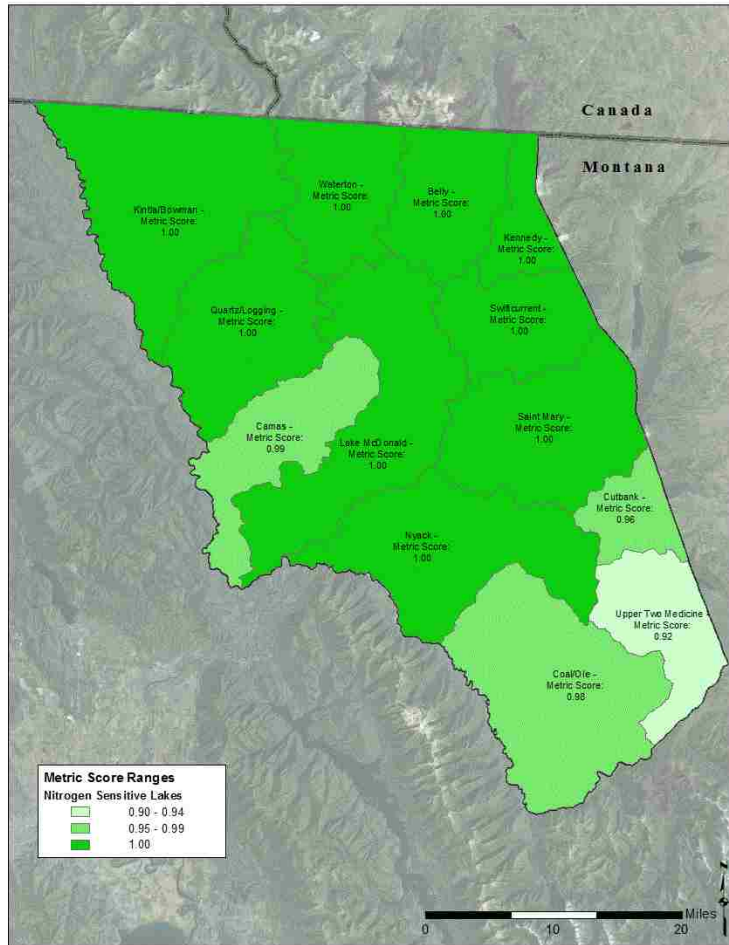 Canada
Montana
Kintla/Bowman -
Metric Score:
1.00
Waterton -
Metric Score:
1.00
Belly -
Metric Score:
1.00
Kennedy -
Metric Score:
1.00
Quartz/Logging -
Metric Score:
1.00
Swiftcurrent -
Metric Score:
1.00
Camas -
Metric Score:
0.99
Lake McDonald -
Metric Score:
1.00
Saint Mary -
Metric Score:
1.00
Cutbank -
Metric Score:
0.96
Nyack -
Metric Score:
1.00
Upper Two Medicine -
Metric Score:
0.92
Coal/Ole -
Metric Score:
0.98
Metric Score Ranges
Nitrogen Sensitive Lakes
0.90 - 0.94
0.95 - 0.99
1.00
Miles
0 10 20